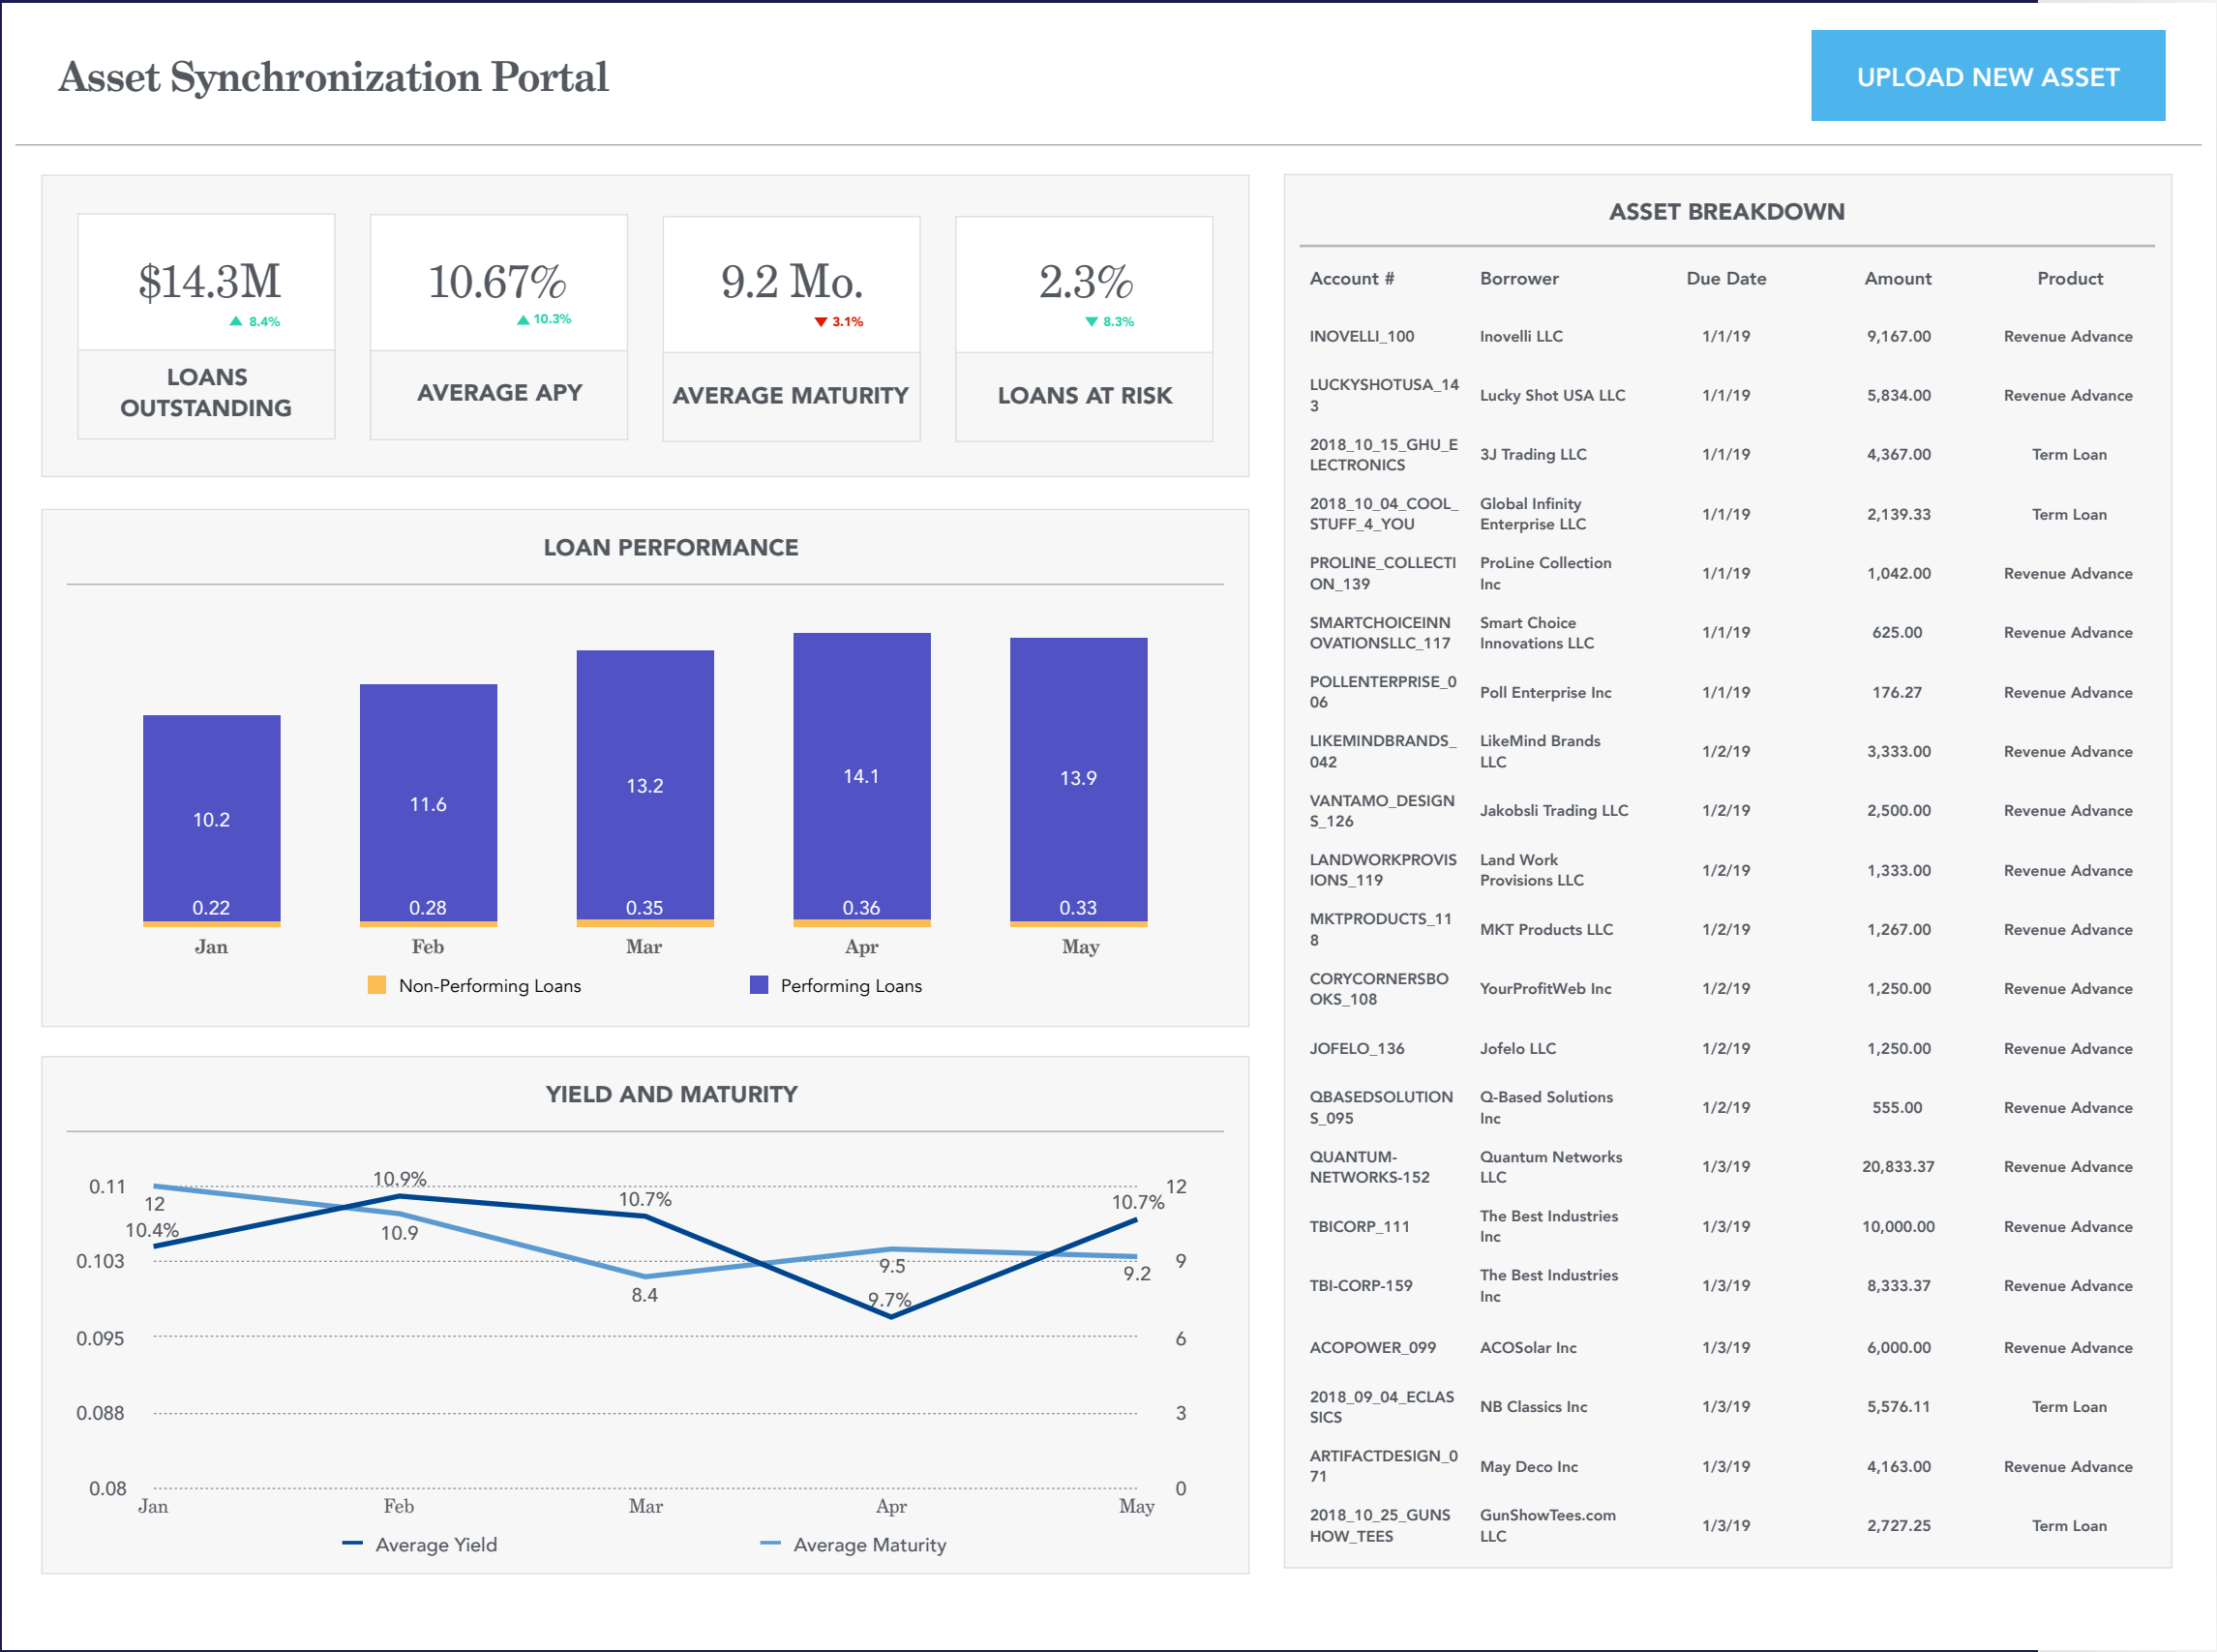 Asset Synchronization Portal
UPLOAD NEW ASSET
$14.3M
8.4%
LOANS
OUTSTANDING
10.67%
10.3%
AVERAGE APY
9.2 Mo.
3.1%
AVERAGE MATURITY
2.3%
8.3%
LOANS AT RISK
LOAN PERFORMANCE
10.2 11.6 13.2 14.1 13.9
0.22 0.28 0.35 0.36 0.33
Jan Feb Mar Apr May
Non-Performing Loans Performing Loans
YIELD AND MATURITY
0.11
0.103
0.095
0.088
0.08
12
10.4%
10.9%
10.9
10.7%
8.4
9.5
9.7%
10.7%
9.2
12
9
6
3
0
Jan Feb Mar Apr May
Average Yield Average Maturity
ASSET BREAKDOWN
Account # Borrower Due Date Amount Product
INOVELLI_100 Inovelli LLC 1/1/19 9,167.00 Revenue Advance
LUCKYSHOTUSA_14
3 Lucky Shot USA LLC 1/1/19 5,834.00 Revenue Advance
2018_10_15_GHU_E
LECTRONICS 3J Trading LLC 1/1/19 4,367.00 Term Loan
2018_10_04_COOL_
STUFF_4_YOU Global Infinity
Enterprise LLC 1/1/19 2,139.33 Term Loan
PROLINE_COLLECTI
ON_139 ProLine Collection
Inc 1/1/19 1,042.00 Revenue Advance
SMARTCHOICEINN
OVATIONSLLC_117 Smart Choice
Innovations LLC 1/1/19 625.00 Revenue Advance
POLLENTERPRISE_0
06 Poll Enterprise Inc 1/1/19 176.27 Revenue Advance
LIKEMINDBRANDS_
042 LikeMind Brands
LLC 1/2/19 3,333.00 Revenue Advance
VANTAMO_DESIGN
S_126 Jakobsli Trading LLC 1/2/19 2,500.00 Revenue Advance
LANDWORKPROVIS
IONS_119 Land Work
Provisions LLC 1/2/19 1,333.00 Revenue Advance
MKTPRODUCTS_11
8 MKT Products LLC 1/2/19 1,267.00 Revenue Advance
CORYCORNERSBO
OKS_108 YourProfitWeb Inc 1/2/19 1,250.00 Revenue Advance
JOFELO_136 Jofelo LLC 1/2/19 1,250.00 Revenue Advance
QBASEDSOLUTION
S_095 Q-Based Solutions
Inc 1/2/19 555.00 Revenue Advance
QUANTUM-
NETWORKS-152 Quantum Networks
LLC 1/3/19 20,833.37 Revenue Advance
TBICORP_111 The Best Industries
Inc 1/3/19 10,000.00 Revenue Advance
TBI-CORP-159 The Best Industries
Inc 1/3/19 8,333.37 Revenue Advance
ACOPOWER_099 ACOSolar Inc 1/3/19 6,000.00 Revenue Advance
2018_09_04_ECLAS
SICS NB Classics Inc 1/3/19 5,576.11 Term Loan
ARTIFACTDESIGN_0
71 May Deco Inc 1/3/19 4,163.00 Revenue Advance
2018_10_25_GUNS
HOW_TEES GunShowTees.com
LLC 1/3/19 2,727.25 Term Loan